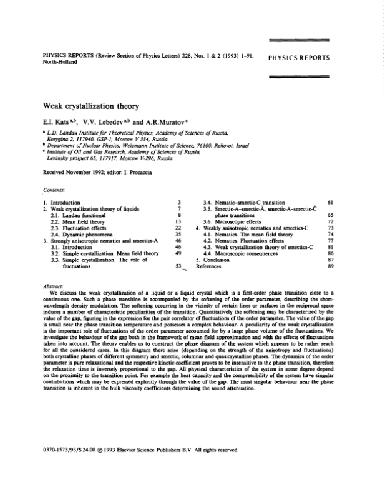 PHYSICS REPORTS (Review Section of Physics Letters) 228, Nos. 1 & 2 (1993) 1–91.
North-Holland
PHYSICS REPORTS
Weak crystallization theory
E.I. Kats, V.V. Lebedev and A.R. Muratov
L.D. Landau Institute for Theoretical Physics, Academy of Sciences of Russia,
Kosygina 2, 117940, GSP-1, Moscow V-334, Russia
Department of Nuclear Physics, Weizmann Institute of Science, 76100, Rehovot, Israel
Institute of Oil and Gas Research, Academy of Sciences of Russia,
Leninsky prospect 65, 117917, Moscow V-296, Russia
Received November 1992; editor I. Procaccia
Contents:
1. Introduction 3
2. Weak crystallization theory of liquids 7
2.1. Landau functional 8
2.2. Mean field theory 13
2.3. Fluctuation effects 22
2.4. Dynamic phenomena 35
3. Strongly anisotropic nematics and smectics-A 46
3.1. Introduction 46
3.2. Simple crystallization. Mean field theory 49
3.3. Simple crystallization. The role of
fluctuations 53
3.4. Nematic–smectic-C transition 61
3.5. Smectic-A–smectic-Ã, smectic-A–smectic-C̃
phase transitions 65
3.6. Macroscopic effects 72
4. Weakly anisotropic nematics and smectics-C 73
4.1. Nematics. The mean field theory 74
4.2. Nematics. Fluctuation effects 77
4.3. Weak crystallization theory of smectics-C 81
4.4. Macroscopic consequences 86
5. Conclusion 87
References 89
Abstract:
We discuss the weak crystallization of a liquid or a liquid crystal which is a first-order phase transition close to a
continuous one. Such a phase transition is accompanied by the softening of the order parameter, describing the short-
wavelength density modulation. The softening occurring in the vicinity of certain lines or surfaces in the reciprocal space
induces a number of characteristic peculiarities of the transition. Quantitatively the softening may be characterized by the
value of the gap, figuring in the expression for the pair correlator of fluctuations of the order parameter. The value of the gap
is small near the phase transition temperature and possesses a complex behaviour. A peculiarity of the weak crystallization
is the important role of fluctuations of the order parameter accounted for by a large phase volume of the fluctuations. We
investigate the behaviour of the gap both in the framework of mean field approximation and with the effects of fluctuations
taken into account. The theory enables us to construct the phase diagram of the system which appears to be rather reach
for all the considered cases. In this diagram there arise (depending on the strength of the anisotropy and fluctuations)
both crystalline phases of different symmetry and smectic, columnar and quasicrystalline phases. The dynamics of the order
parameter is pure relaxational and the respective kinetic coefficient proves to be insensitive to the phase transition, therefore
the relaxation time is inversely proportional to the gap. All physical characteristics of the system in some degree depend
on the proximity to the transition point. For example the heat capacity and the compressibility of the system have singular
contributions which may be expressed explicitly through the value of the gap. The most singular behaviour near the phase
transition is inherent in the bulk viscosity coefficients determining the sound attenuation.
0370-1573/93/$24.00 © 1993 Elsevier Science Publishers B.V. All rights reserved